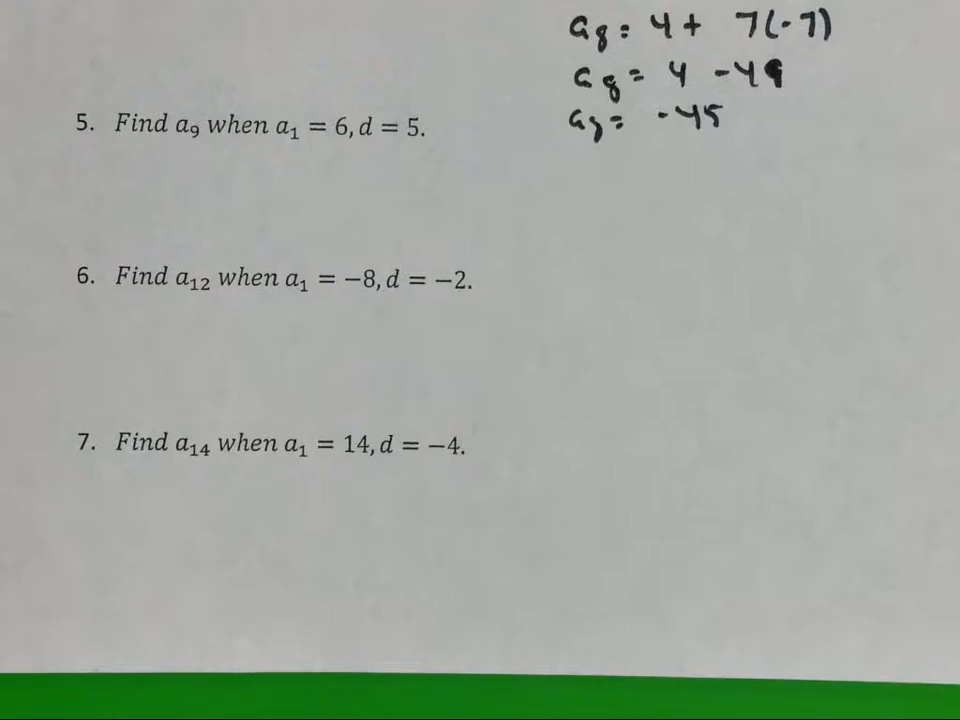 a₈ = 4 + 7(-7)
a₈ = 4 - 49
a₈ = -45
5. Find a₉ when a₁ = 6, d = 5.
6. Find a₁₂ when a₁ = −8, d = −2.
7. Find a₁₄ when a₁ = 14, d = −4.